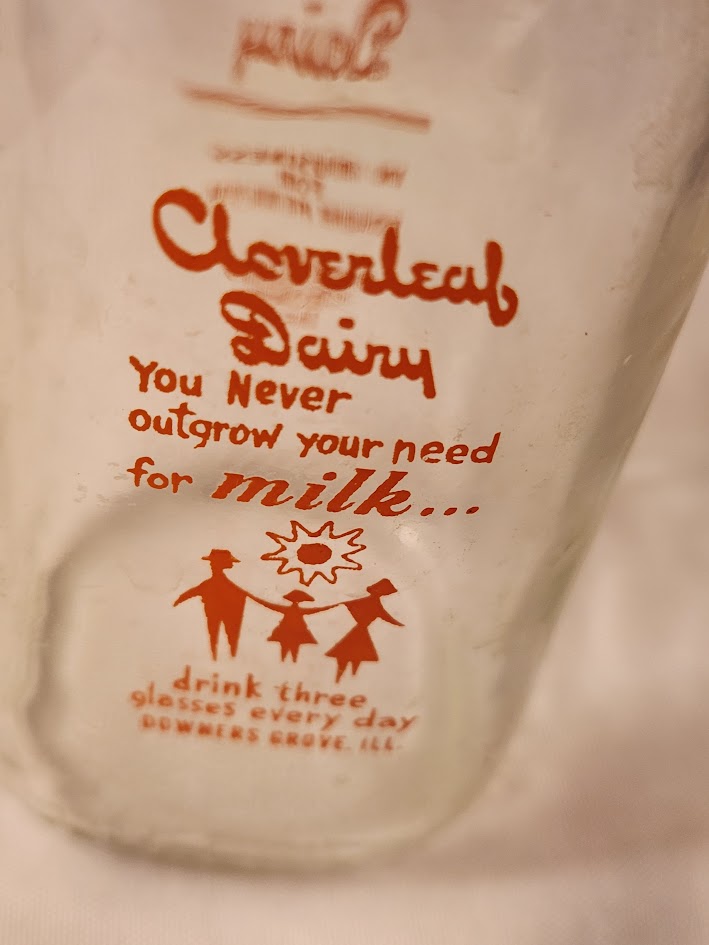 Cloverleaf
Dairy
You Never
outgrow your need
for milk...
drink three
glasses every day
DOWNERS GROVE, ILL.